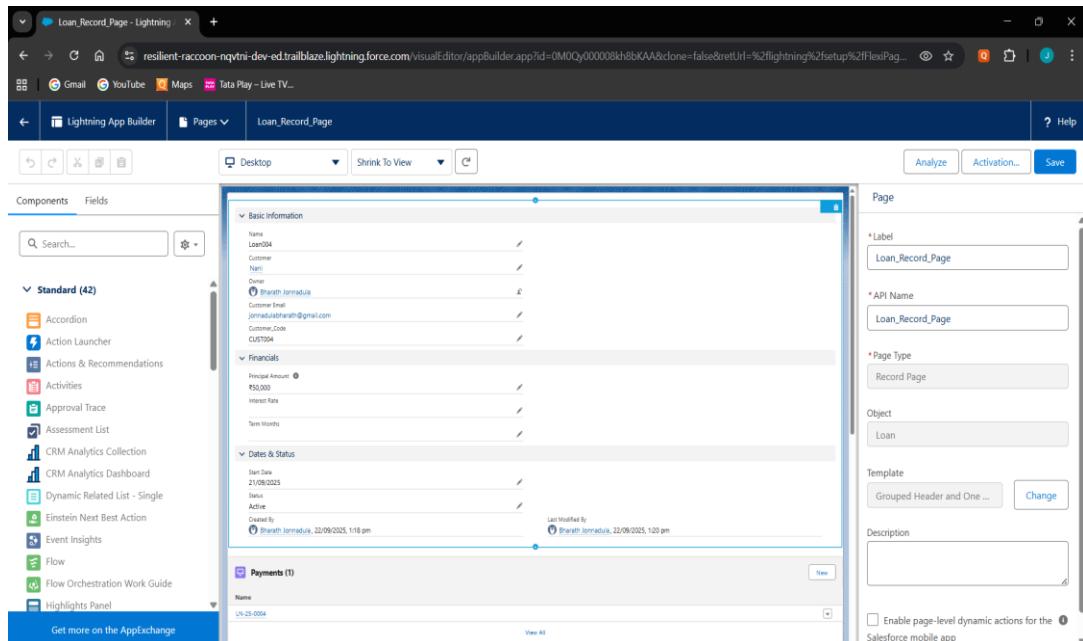 Loan_Record_Page - Lightning A
resilient-raccoon-nqvtni-dev-ed.trailblaze.lightning.force.com/visualEditor/appBuilder.app?id=0M0Qy000008kh8bKAA&clone=false&retUrl=%2flightning%2fsetup%2fFlexiPag...
Gmail YouTube Maps Tata Play – Live TV...
Lightning App Builder Pages Loan_Record_Page ? Help
Desktop Shrink To View Analyze Activation... Save
Components Fields
Search...
Standard (42)
Accordion
Action Launcher
Actions & Recommendations
Activities
Approval Trace
Assessment List
CRM Analytics Collection
CRM Analytics Dashboard
Dynamic Related List - Single
Einstein Next Best Action
Event Insights
Flow
Flow Orchestration Work Guide
Highlights Panel
Get more on the AppExchange
Basic Information
Name
Loan004
Customer
Nani
Owner
Bharath Jonnadula
Customer Email
jonnadulabharath@gmail.com
Customer_Code
CUST004
Financials
Principal Amount
₹50,000
Interest Rate
Term Months
Dates & Status
Start Date
21/09/2025
Status
Active
Created By Last Modified By
Bharath Jonnadula, 22/09/2025, 1:18 pm Bharath Jonnadula, 22/09/2025, 1:20 pm
Payments (1) New
Name
LN-25-0004
View All
Page
*Label
Loan_Record_Page
*API Name
Loan_Record_Page
*Page Type
Record Page
Object
Loan
Template
Grouped Header and One ... Change
Description
Enable page-level dynamic actions for the
Salesforce mobile app